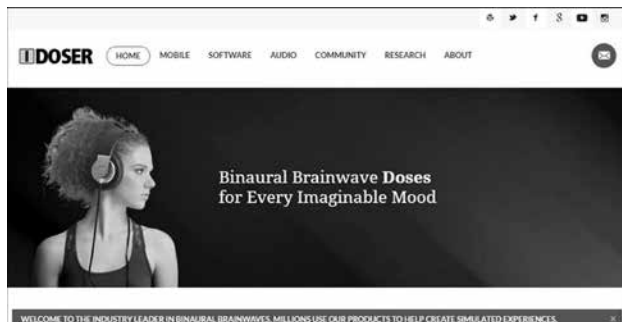 IDOSER
HOME MOBILE SOFTWARE AUDIO COMMUNITY RESEARCH ABOUT
Binaural Brainwave Doses
for Every Imaginable Mood
WELCOME TO THE INDUSTRY LEADER IN BINAURAL BRAINWAVES. MILLIONS USE OUR PRODUCTS TO HELP CREATE SIMULATED EXPERIENCES.